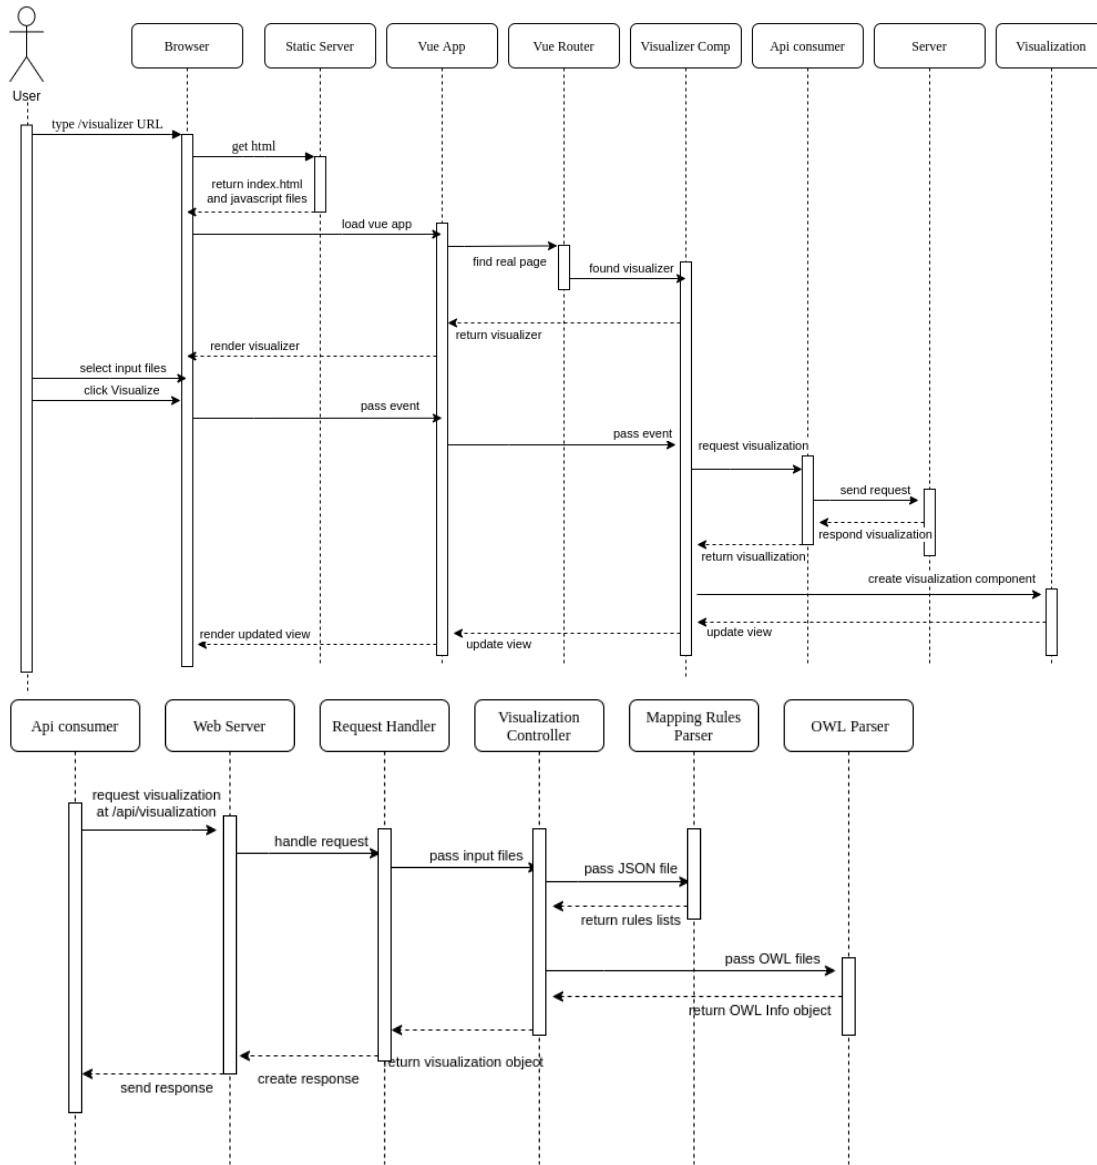 User
Browser
Static Server
Vue App
Vue Router
Visualizer Comp
Api consumer
Server
Visualization
type /visualizer URL
get html
return index.html
and javascript files
load vue app
find real page
found visualizer
return visualizer
render visualizer
select input files
click Visualize
pass event
pass event
request visualization
send request
respond visualization
return visuallization
create visualization component
update view
update view
render updated view
Api consumer
Web Server
Request Handler
Visualization
Controller
Mapping Rules
Parser
OWL Parser
request visualization
at /api/visualization
handle request
pass input files
pass JSON file
return rules lists
pass OWL files
return OWL Info object
return visualization object
create response
send response